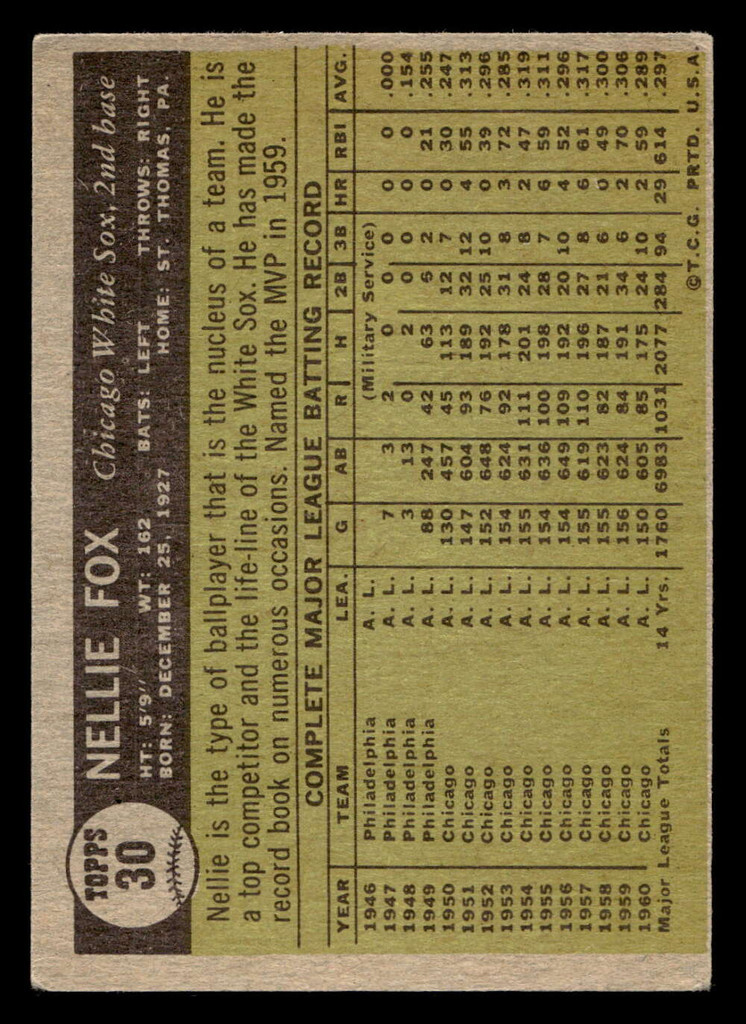 TOPPS
30
NELLIE FOX Chicago White Sox, 2nd base
HT: 5'9" WT: 162 BATS: LEFT THROWS: RIGHT
BORN: DECEMBER 25, 1927 HOME: ST. THOMAS, PA.
Nellie is the type of ballplayer that is the nucleus of a team. He is
a top competitor and the life-line of the White Sox. He has made the
record book on numerous occasions. Named the MVP in 1959.
COMPLETE MAJOR LEAGUE BATTING RECORD
YEAR TEAM LEA. G AB R H 2B 3B HR RBI AVG.
1946 Philadelphia A. L. (Military Service)
1947 Philadelphia A. L. 7 3 2 0 0 0 0 0 .000
1948 Philadelphia A. L. 3 13 0 2 0 0 0 0 .154
1949 Philadelphia A. L. 88 247 42 63 6 2 0 21 .255
1950 Chicago A. L. 130 457 45 113 12 7 0 30 .247
1951 Chicago A. L. 147 604 93 189 32 12 4 55 .313
1952 Chicago A. L. 152 648 76 192 25 10 0 39 .296
1953 Chicago A. L. 154 624 92 178 31 8 3 72 .285
1954 Chicago A. L. 155 631 111 201 24 8 2 47 .319
1955 Chicago A. L. 154 636 100 198 28 7 6 59 .311
1956 Chicago A. L. 154 649 109 192 20 10 4 52 .296
1957 Chicago A. L. 155 619 110 196 27 8 6 61 .317
1958 Chicago A. L. 155 623 82 187 21 6 0 49 .300
1959 Chicago A. L. 156 624 84 191 34 6 2 70 .306
1960 Chicago A. L. 150 605 85 175 24 10 2 59 .289
Major League Totals 14 Yrs. 1760 6983 1031 2077 284 94 29 614 .297
©T.C.G. PRTD. U.S.A.